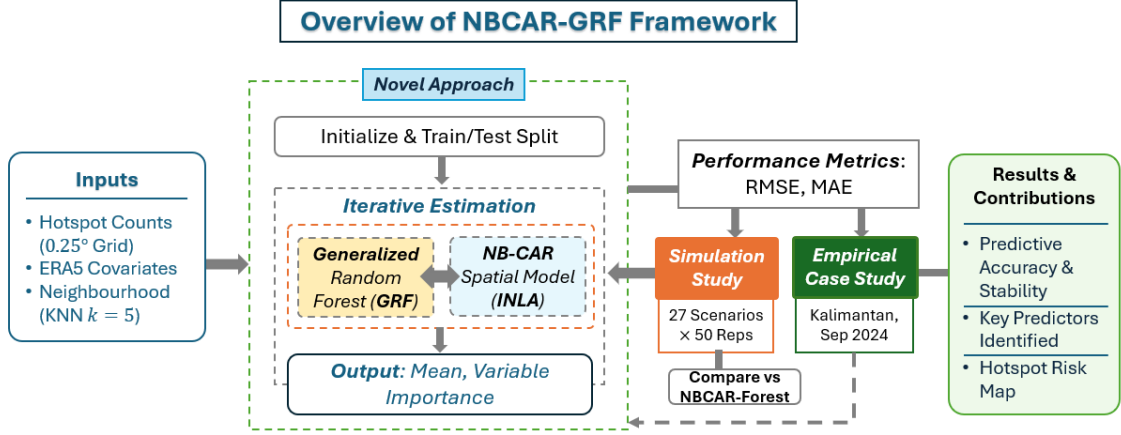 Overview of NBCAR-GRF Framework
Novel Approach
Initialize & Train/Test Split
Inputs
• Hotspot Counts
(0.25° Grid)
• ERA5 Covariates
• Neighbourhood
(KNN k = 5)
Iterative Estimation
Generalized
Random
Forest (GRF)
NB-CAR
Spatial Model
(INLA)
Output: Mean, Variable
Importance
Performance Metrics:
RMSE, MAE
Simulation
Study
27 Scenarios
× 50 Reps
Compare vs
NBCAR-Forest
Empirical
Case Study
Kalimantan,
Sep 2024
Results &
Contributions
• Predictive
Accuracy &
Stability
• Key Predictors
Identified
• Hotspot Risk
Map